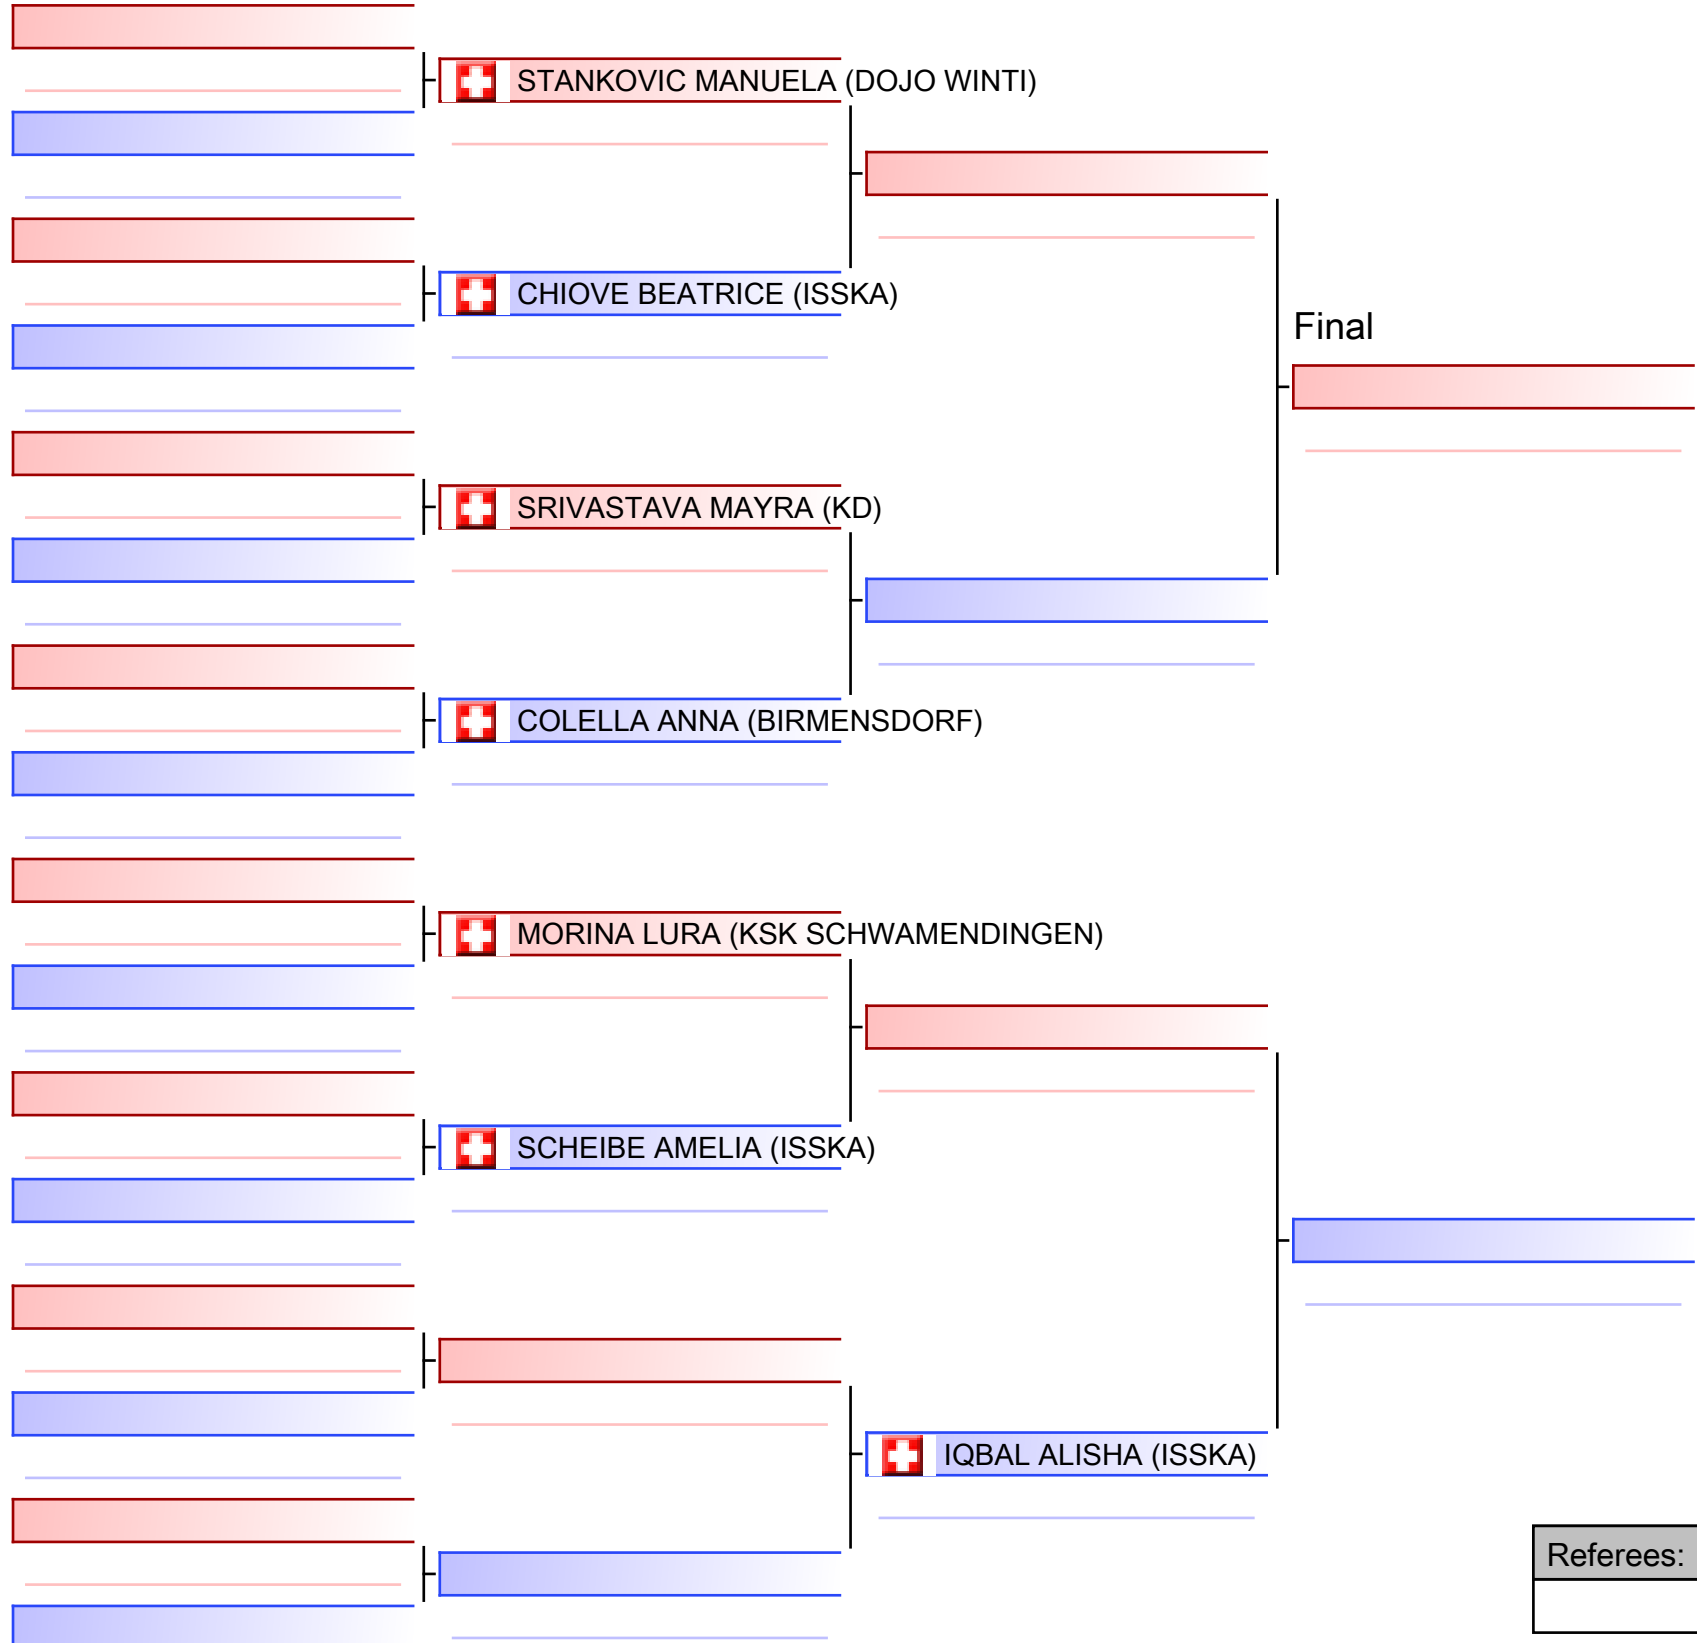 STANKOVIC MANUELA (DOJO WINTI)
CHIOVE BEATRICE (ISSKA)
Final
SRIVASTAVA MAYRA (KD)
COLELLA ANNA (BIRMENSDORF)
MORINA LURA (KSK SCHWAMENDINGEN)
SCHEIBE AMELIA (ISSKA)
IQBAL ALISHA (ISSKA)
Referees: